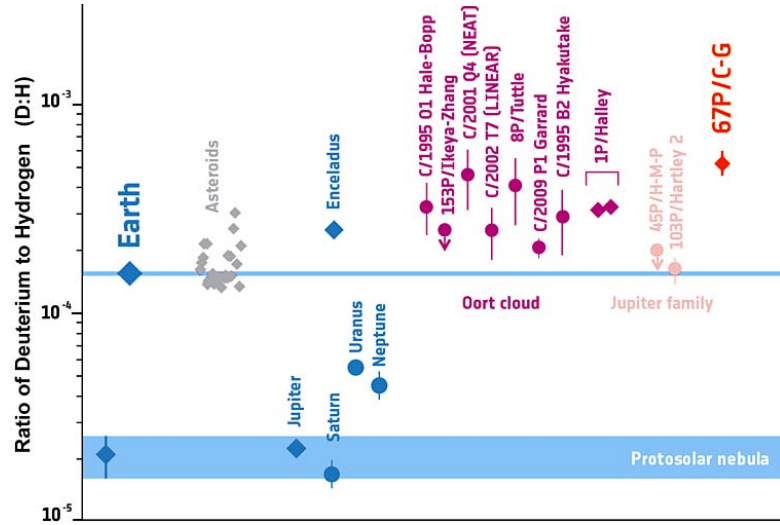 Ratio of Deuterium to Hydrogen (D:H)
10-3
10-4
10-5
Earth
Asteroids
Enceladus
Jupiter
Saturn
Uranus
Neptune
C/1995 O1 Hale-Bopp
153P/Ikeya-Zhang
C/2001 Q4 (NEAT)
C/2002 T7 (LINEAR)
8P/Tuttle
C/2009 P1 Garrard
C/1995 B2 Hyakutake
1P/Halley
Oort cloud
45P/H-M-P
103P/Hartley 2
Jupiter family
67P/C-G
Protosolar nebula